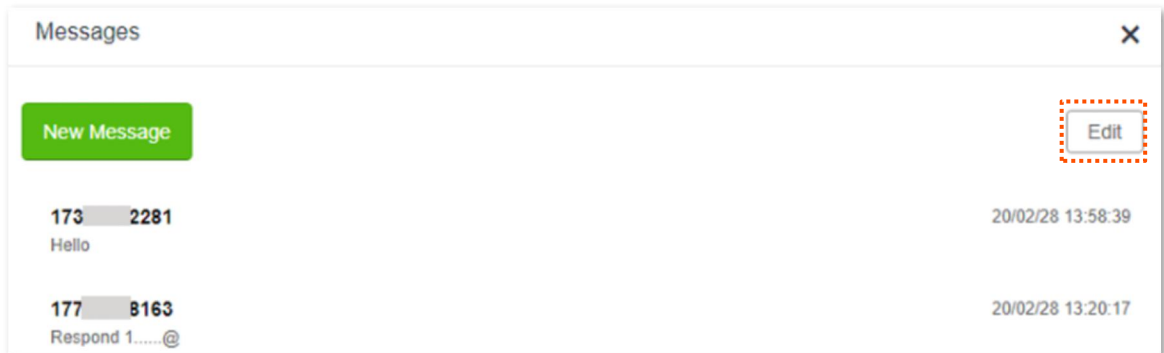 Messages
New Message
Edit
173 2281
20/02/28 13:58:39
Hello
177 8163
20/02/28 13:20:17
Respond 1......@